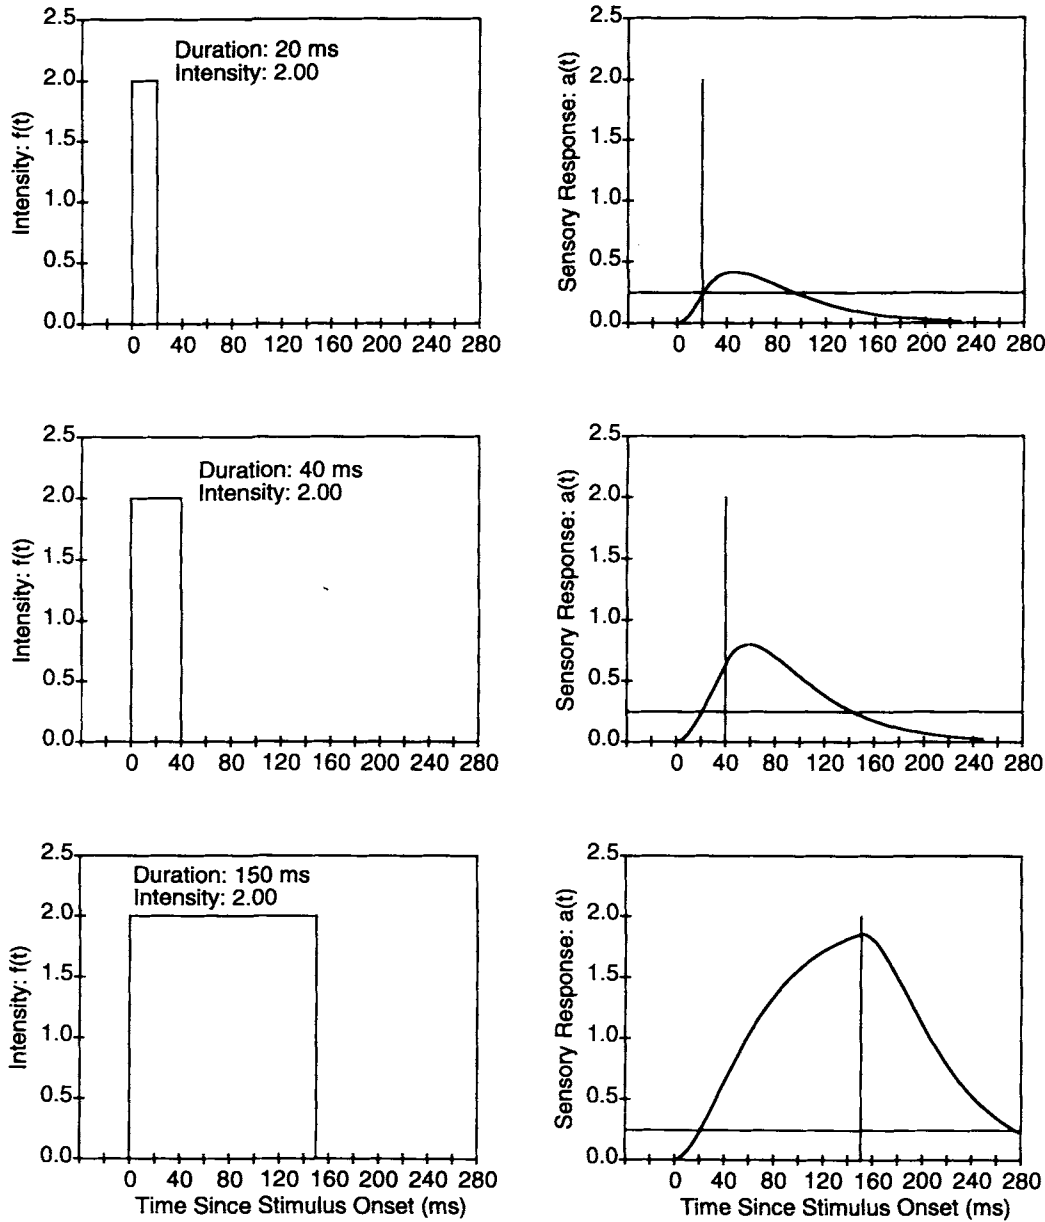 2.5
2.0
1.5
1.0
0.5
0.0
Intensity: f(t)
Duration: 20 ms
Intensity: 2.00
0 40 80 120 160 200 240 280
2.5
2.0
1.5
1.0
0.5
0.0
Sensory Response: a(t)
0 40 80 120 160 200 240 280
2.5
2.0
1.5
1.0
0.5
0.0
Intensity: f(t)
Duration: 40 ms
Intensity: 2.00
0 40 80 120 160 200 240 280
2.5
2.0
1.5
1.0
0.5
0.0
Sensory Response: a(t)
0 40 80 120 160 200 240 280
2.5
2.0
1.5
1.0
0.5
0.0
Intensity: f(t)
Duration: 150 ms
Intensity: 2.00
0 40 80 120 160 200 240 280
Time Since Stimulus Onset (ms)
2.5
2.0
1.5
1.0
0.5
0.0
Sensory Response: a(t)
0 40 80 120 160 200 240 280
Time Since Stimulus Onset (ms)